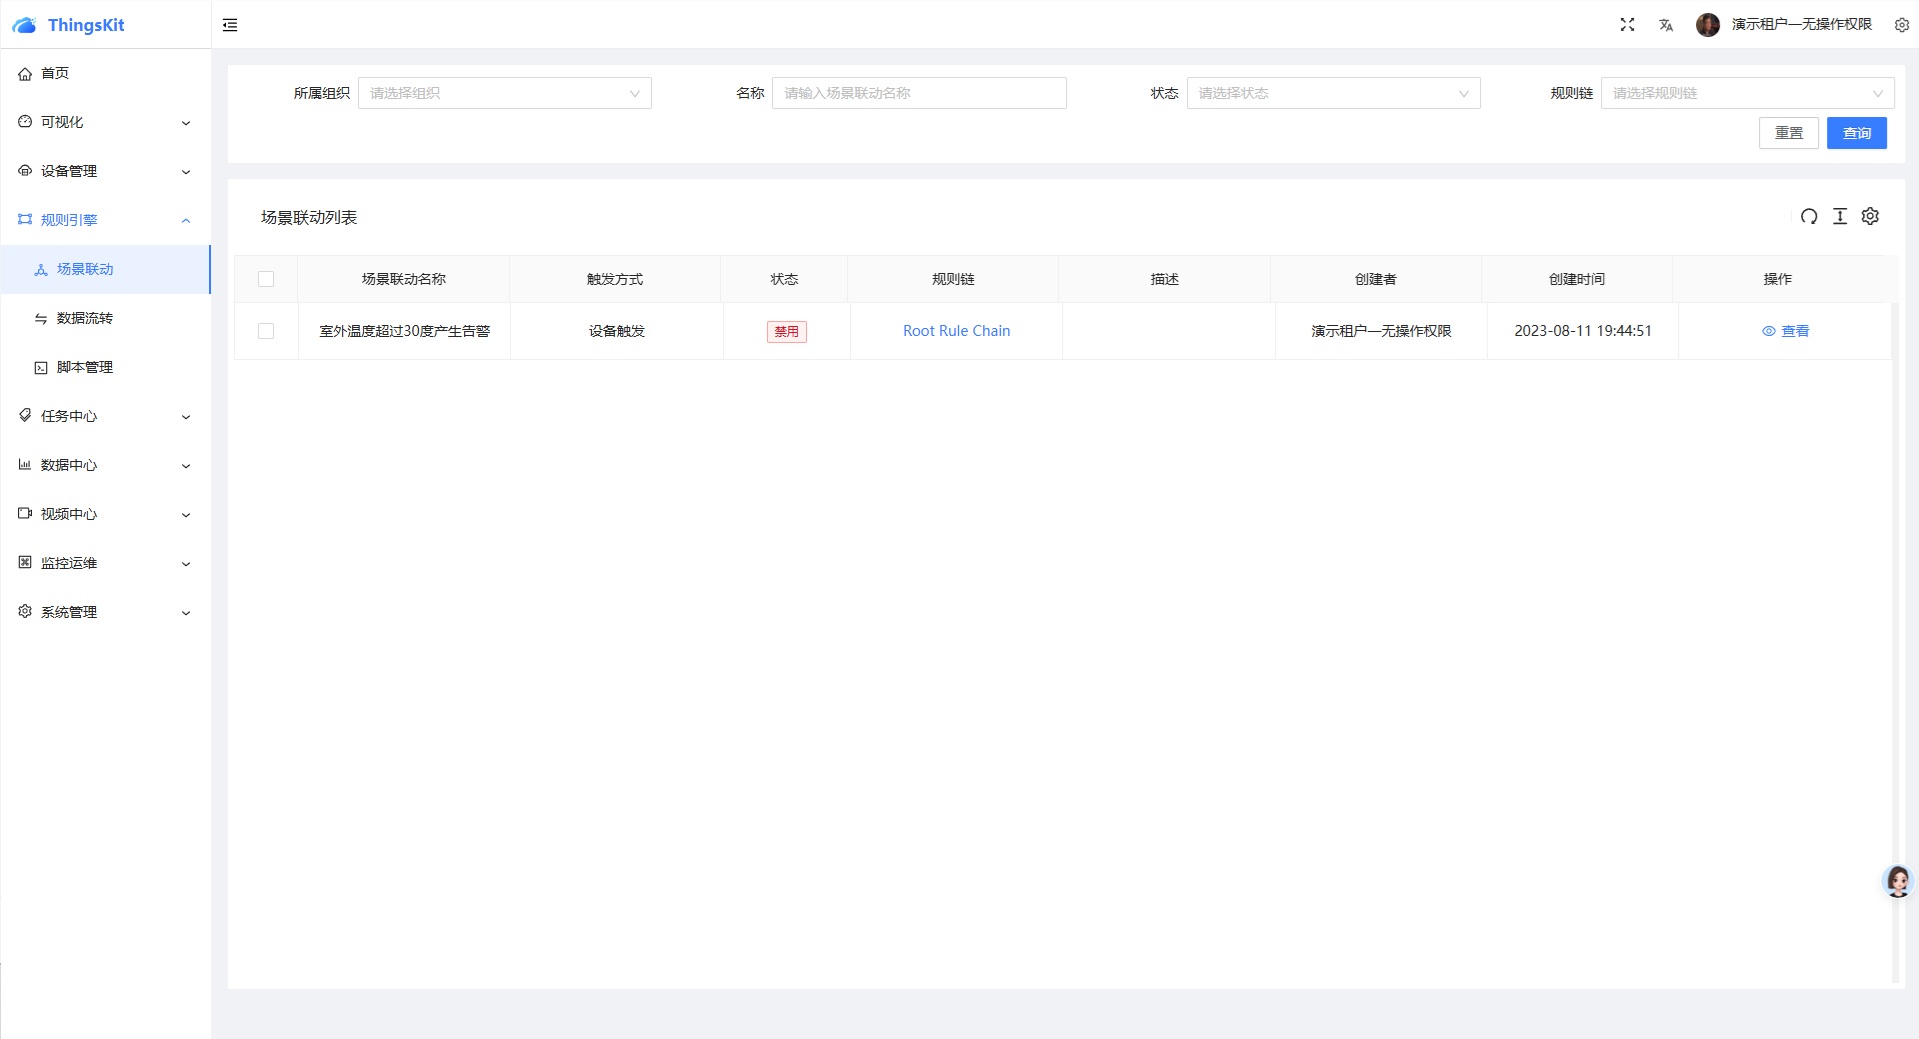 ThingsKit
演示租户—无操作权限
首页
可视化
设备管理
规则引擎
场景联动
数据流转
脚本管理
任务中心
数据中心
视频中心
监控运维
系统管理
所属组织 请选择组织 名称 请输入场景联动名称 状态 请选择状态 规则链 请选择规则链
重置 查询
场景联动列表
场景联动名称 触发方式 状态 规则链 描述 创建者 创建时间 操作
室外温度超过30度产生告警 设备触发 禁用 Root Rule Chain 演示租户—无操作权限 2023-08-11 19:44:51 查看